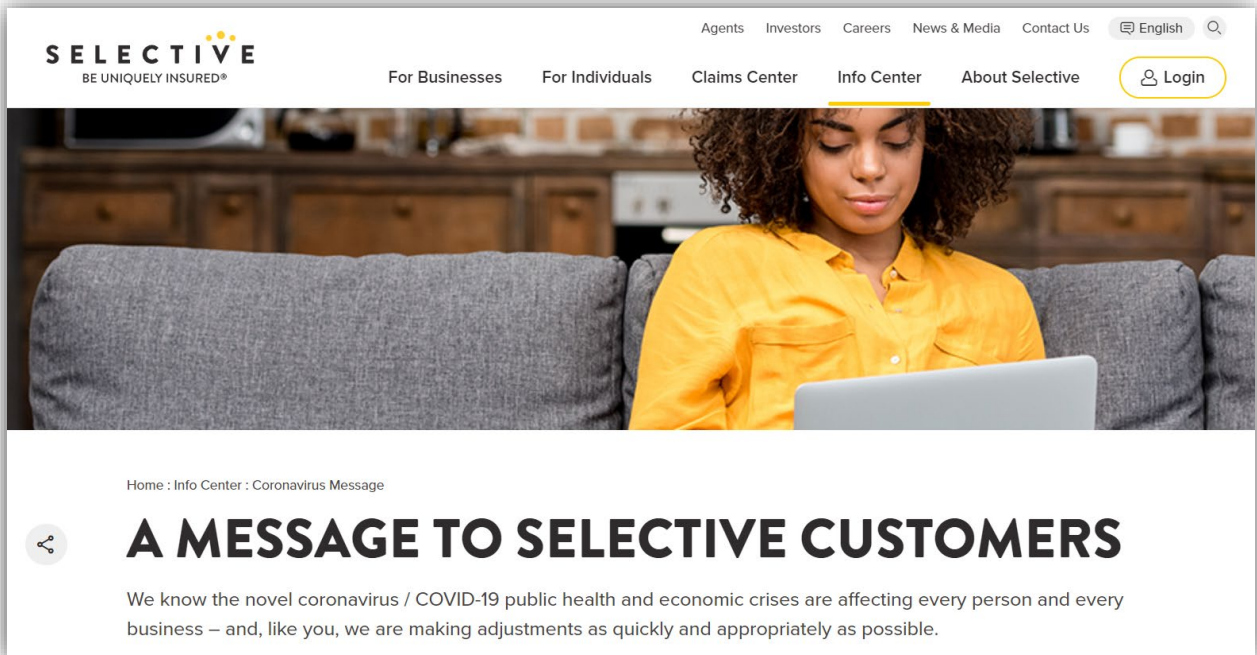 Agents Investors Careers News & Media Contact Us English
SELECTIVE
BE UNIQUELY INSURED®
For Businesses For Individuals Claims Center Info Center About Selective Login
Home : Info Center : Coronavirus Message
A MESSAGE TO SELECTIVE CUSTOMERS
We know the novel coronavirus / COVID-19 public health and economic crises are affecting every person and every
business – and, like you, we are making adjustments as quickly and appropriately as possible.